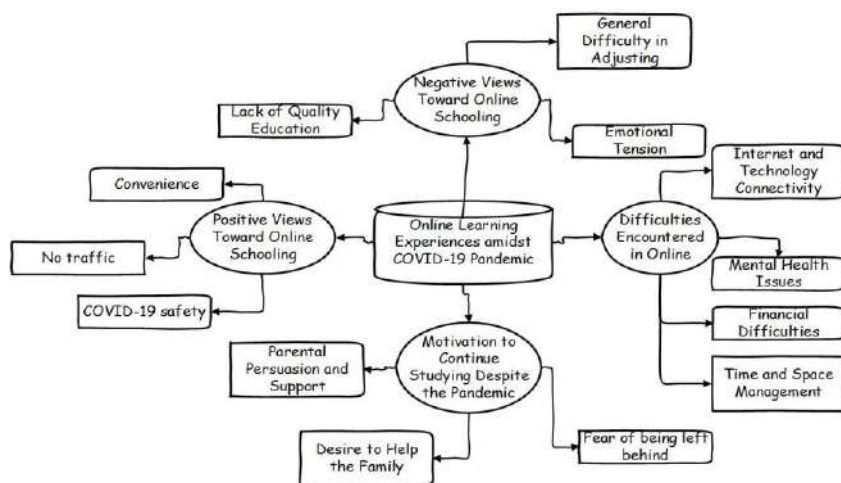 General
Difficulty in
Adjusting
Negative Views
Toward Online
Schooling
Lack of Quality
Education
Emotional
Tension
Internet and
Technology
Connectivity
Convenience
Positive Views
Toward Online
Schooling
Online Learning
Experiences amidst
COVID-19 Pandemic
Difficulties
Encountered
in Online
No traffic
Mental Health
Issues
COVID-19 safety
Financial
Difficulties
Parental
Persuasion and
Support
Motivation to
Continue
Studying Despite
the Pandemic
Time and Space
Management
Desire to Help
the Family
Fear of being left
behind